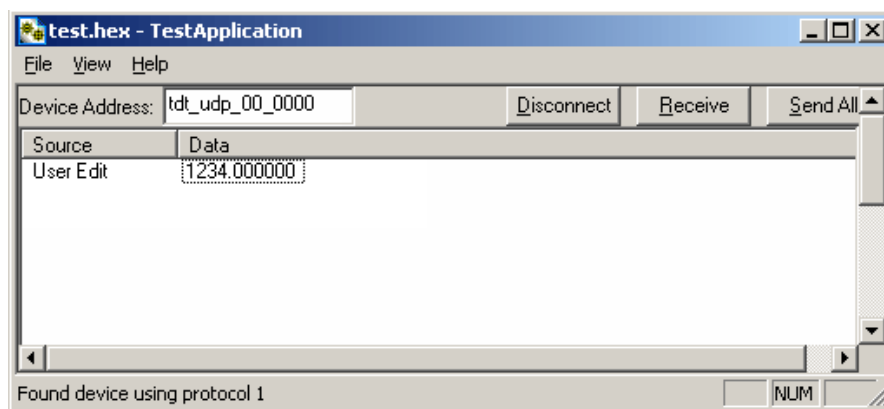 test.hex - TestApplication
File View Help
Device Address: tdt_udp_00_0000 Disconnect Receive Send All
Source Data
User Edit 1234.000000
Found device using protocol 1 NUM